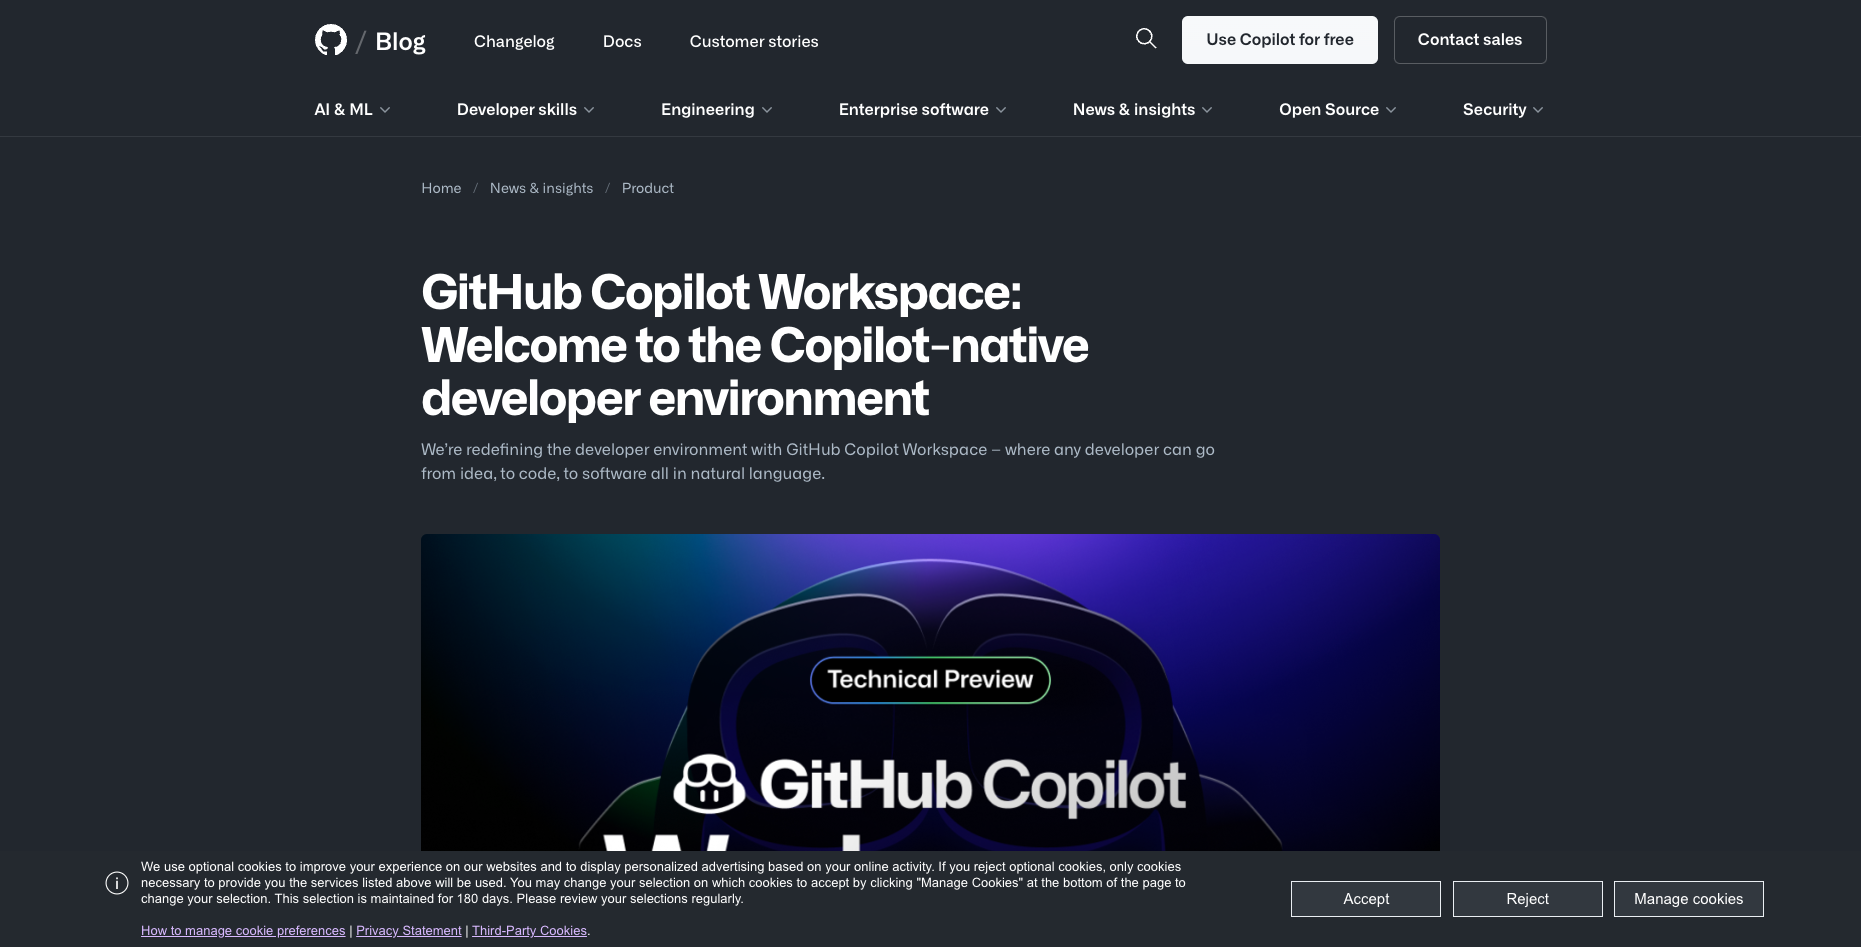 / Blog
Changelog
Docs
Customer stories
Use Copilot for free
Contact sales
AI & ML
Developer skills
Engineering
Enterprise software
News & insights
Open Source
Security
Home / News & insights / Product
GitHub Copilot Workspace:
Welcome to the Copilot-native
developer environment
We’re redefining the developer environment with GitHub Copilot Workspace – where any developer can go
from idea, to code, to software all in natural language.
Technical Preview
GitHub Copilot
We use optional cookies to improve your experience on our websites and to display personalized advertising based on your online activity. If you reject optional cookies, only cookies
necessary to provide you the services listed above will be used. You may change your selection on which cookies to accept by clicking "Manage Cookies" at the bottom of the page to
change your selection. This selection is maintained for 180 days. Please review your selections regularly.
How to manage cookie preferences | Privacy Statement | Third-Party Cookies.
Accept
Reject
Manage cookies